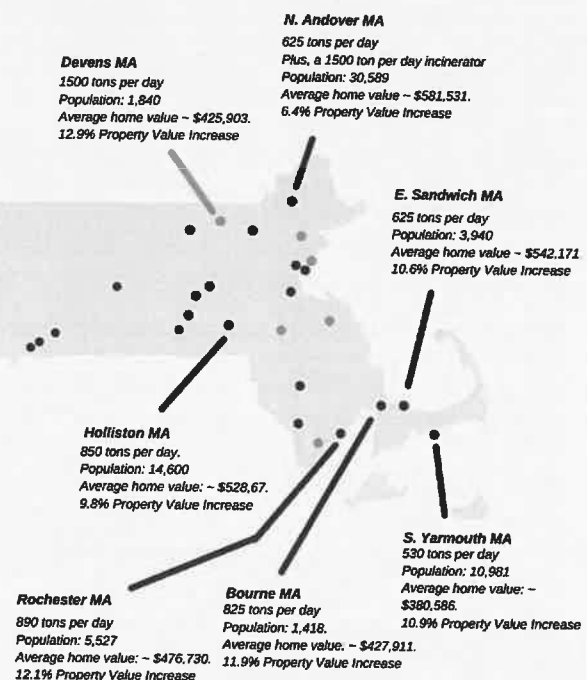 N. Andover MA
625 tons per day
Plus, a 1500 ton per day incinerator
Population: 30,589
Average home value ~ $581,531.
6.4% Property Value Increase
Devens MA
1500 tons per day
Population: 1,840
Average home value ~ $425,903.
12.9% Property Value Increase
E. Sandwich MA
625 tons per day
Population: 3,940
Average home value ~ $542,171
10.6% Property Value Increase
Holliston MA
850 tons per day.
Population: 14,600
Average home value: ~ $528,67.
9.8% Property Value Increase
S. Yarmouth MA
530 tons per day
Population: 10,981
Average home value: ~
$380,586.
10.9% Property Value Increase
Rochester MA
890 tons per day
Population: 5,527
Average home value: ~ $476,730.
12.1% Property Value Increase
Bourne MA
825 tons per day
Population: 1,418.
Average home value. ~ $427,911.
11.9% Property Value Increase